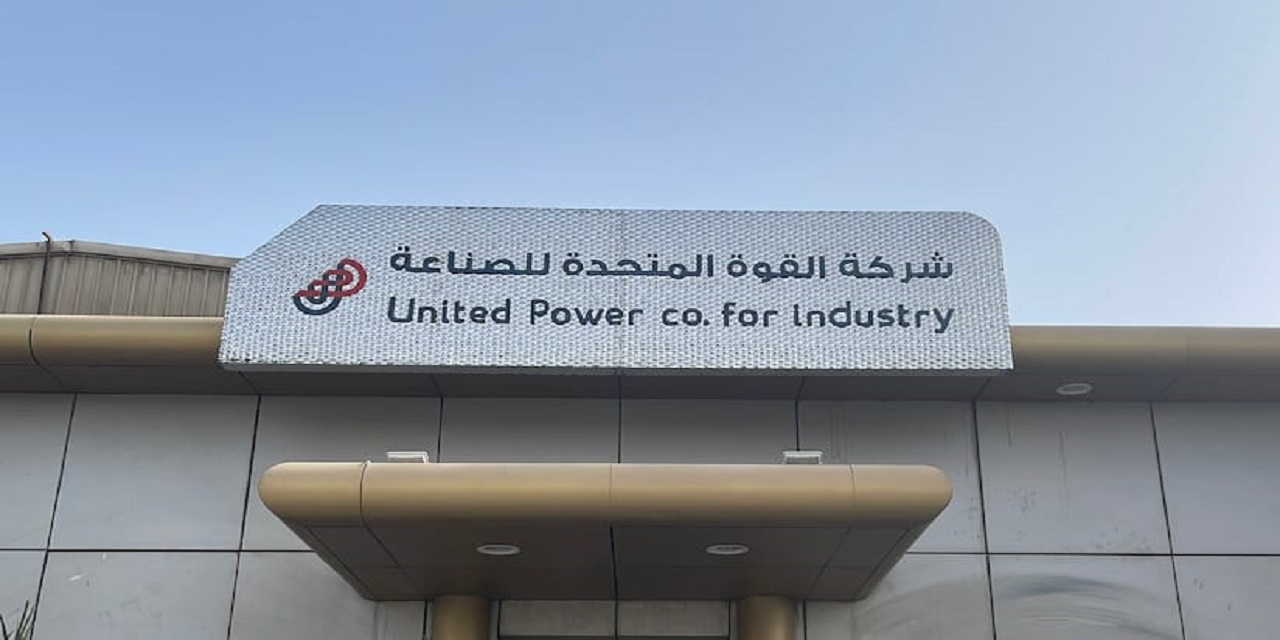 شركة القوة المتحدة للصناعة
United Power co. for industry